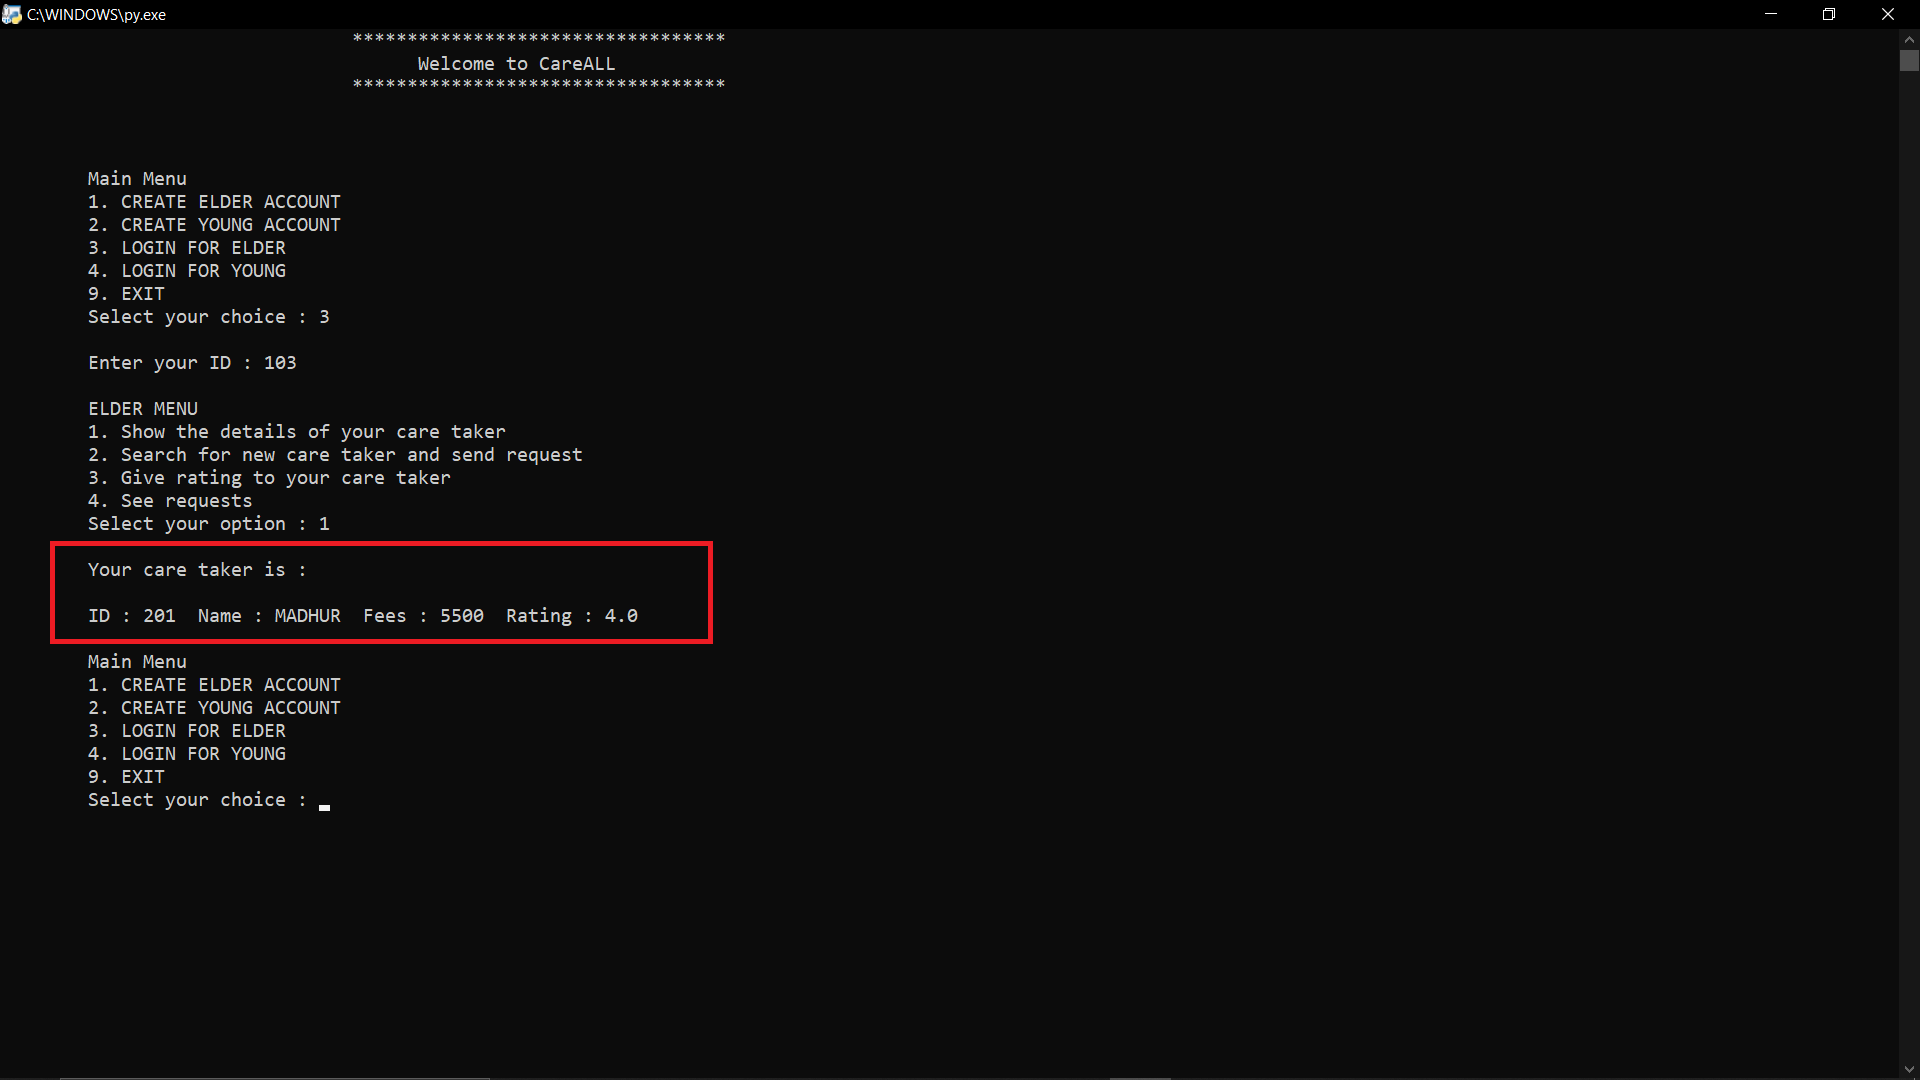 C:\WINDOWS\py.exe
**********************************
Welcome to CareALL
**********************************
Main Menu
1. CREATE ELDER ACCOUNT
2. CREATE YOUNG ACCOUNT
3. LOGIN FOR ELDER
4. LOGIN FOR YOUNG
9. EXIT
Select your choice : 3
Enter your ID : 103
ELDER MENU
1. Show the details of your care taker
2. Search for new care taker and send request
3. Give rating to your care taker
4. See requests
Select your option : 1
Your care taker is :
ID : 201  Name : MADHUR  Fees : 5500  Rating : 4.0
Main Menu
1. CREATE ELDER ACCOUNT
2. CREATE YOUNG ACCOUNT
3. LOGIN FOR ELDER
4. LOGIN FOR YOUNG
9. EXIT
Select your choice :